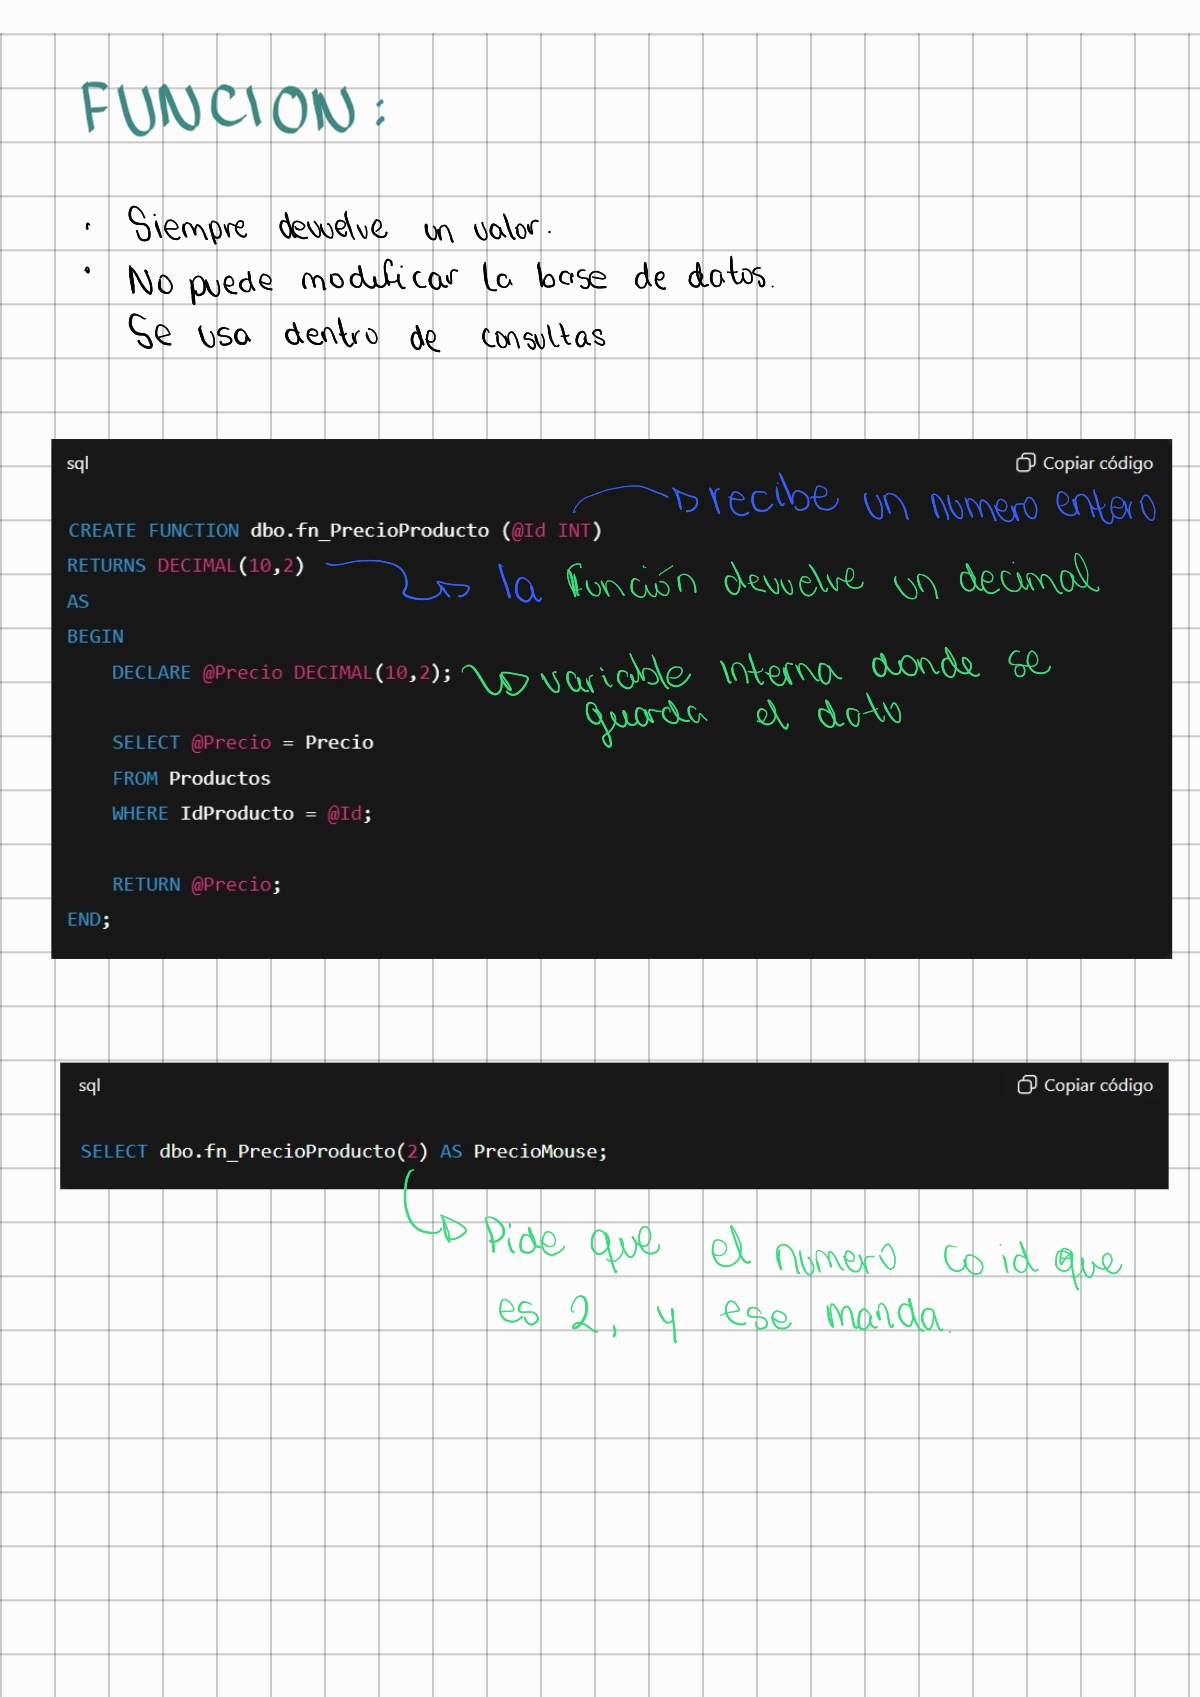 FUNCION:
· Siempre devuelve un valor.
· No puede modificar la base de datos.
Se usa dentro de consultas
sql
Copiar código
recibe un numero entero
CREATE FUNCTION dbo.fn_PrecioProducto (@Id INT)
RETURNS DECIMAL(10,2)
la Función devuelve un decimal
AS
BEGIN
DECLARE @Precio DECIMAL(10,2);
variable interna donde se
guarda el dato
SELECT @Precio = Precio
FROM Productos
WHERE IdProducto = @Id;
RETURN @Precio;
END;
sql
Copiar código
SELECT dbo.fn_PrecioProducto(2) AS PrecioMouse;
Pide que el numero co id que
es 2, y ese manda.